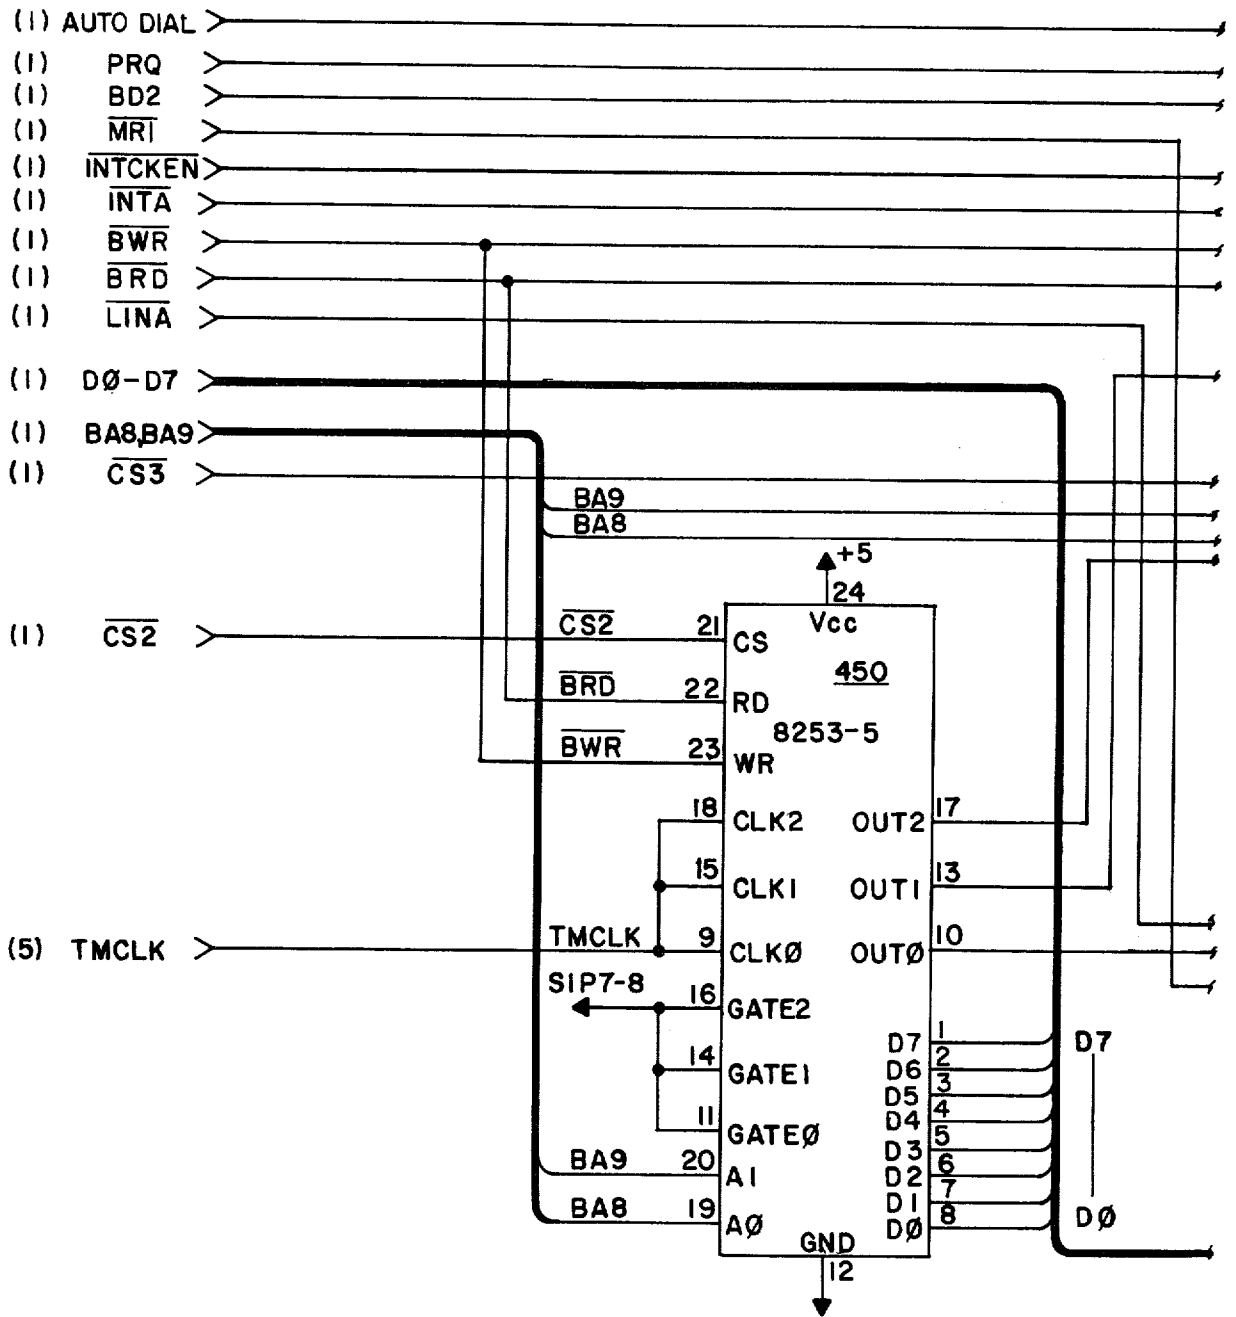 (1) AUTO DIAL
(1) PRQ
(1) BD2
(1) MR1
(1) INTCKEN
(1) INTA
(1) BWR
(1) BRD
(1) LINA
(1) DØ-D7
(1) BA8,BA9
(1) CS3
BA9
BA8
+5
24
Vcc
(1) CS2
CS2 21 CS
450
BRD 22 RD
8253-5
BWR 23 WR
18 CLK2 OUT2 17
15 CLK1 OUT1 13
(5) TMCLK
TMCLK 9 CLKØ OUTØ 10
SIP7-8
16 GATE2
D7 1 D7
14 GATE1 D6 2
D5 3
D4 4
11 GATEØ D3 5
BA9 20 A1 D2 6
D1 7
BA8 19 AØ DØ 8 DØ
GND
12